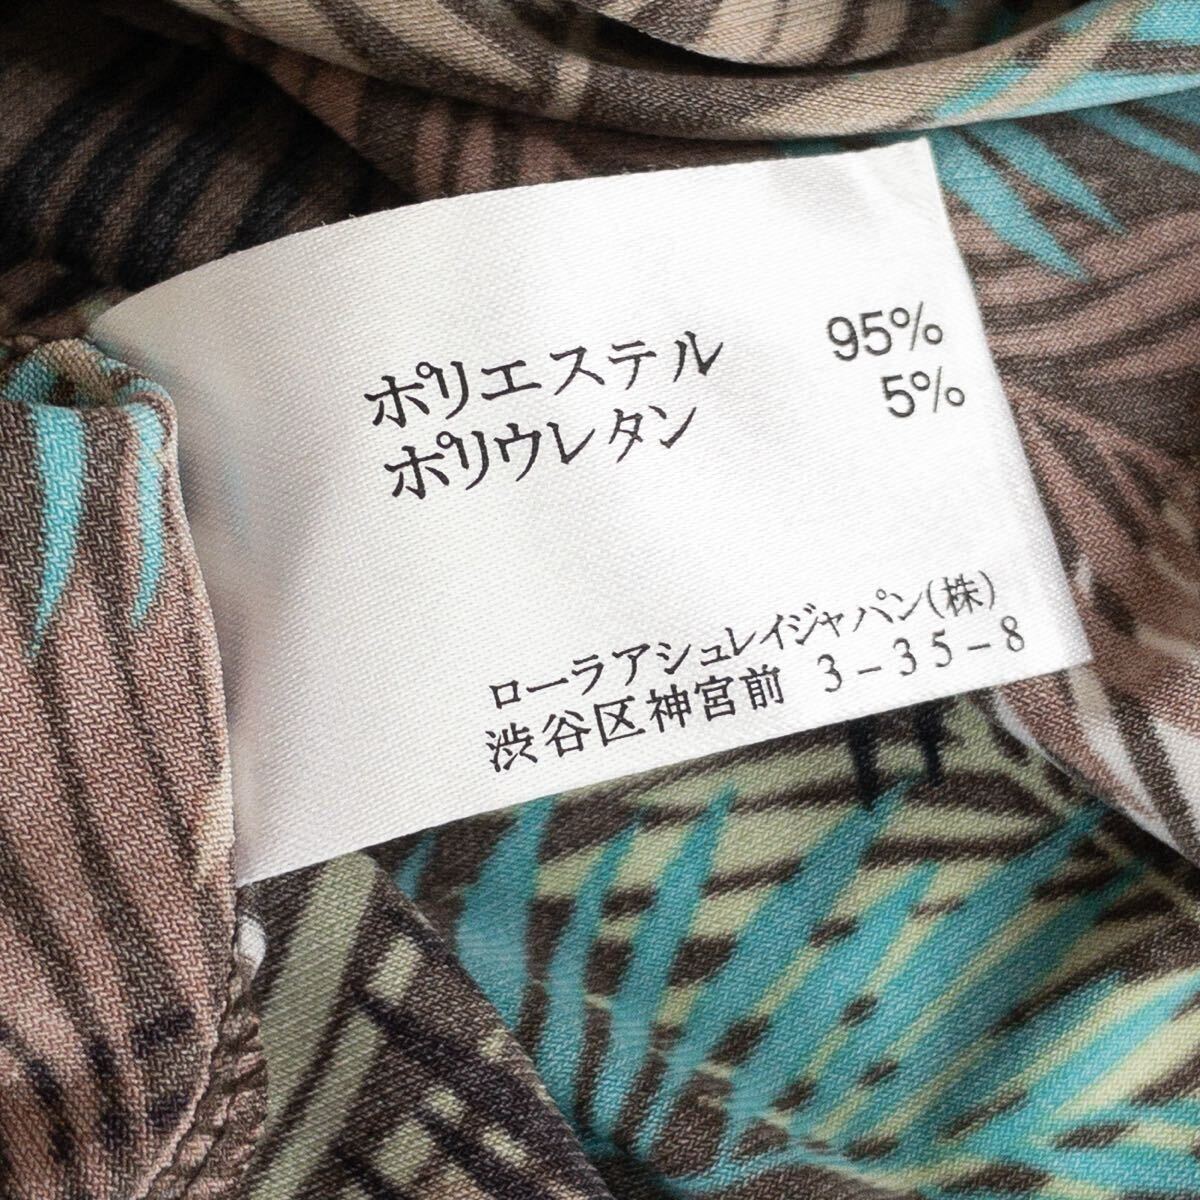 ポリエステル 95%
ポリウレタン 5%
ローラアシュレイジャパン(株)
渋谷区神宮前 3-35-8